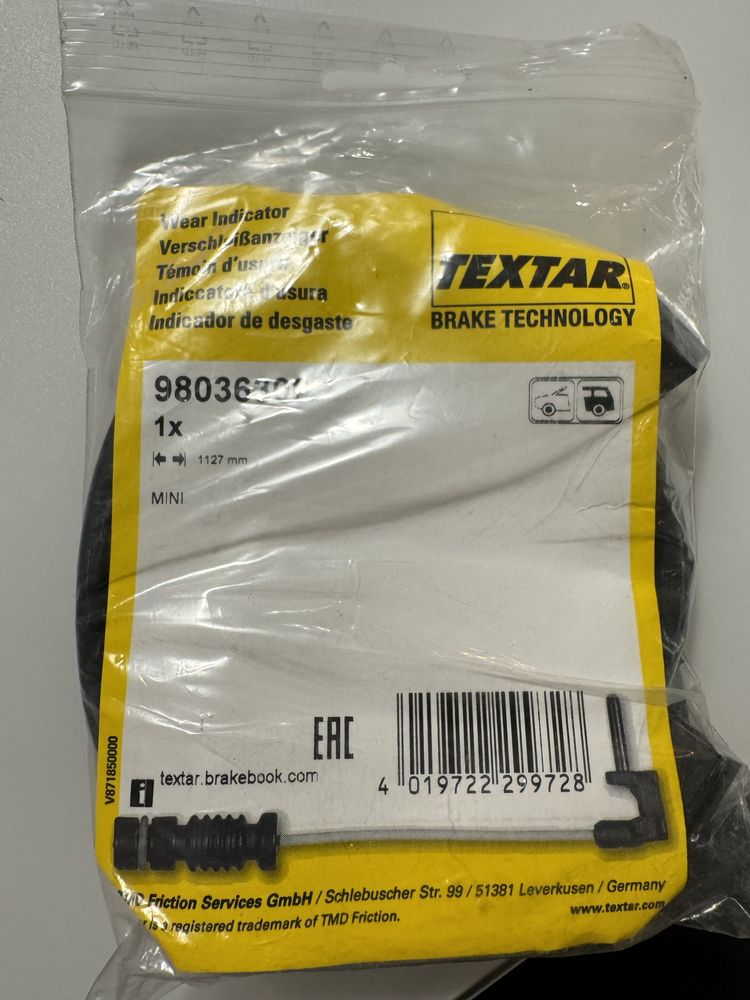 Wear Indicator
Verschleißanzeiger
Témoin d'usure
Indiccatore d'usura
Indicador de desgaste
TEXTAR®
BRAKE TECHNOLOGY
1x
1127 mm
MINI
V871850000
EAC
i textar.brakebook.com
4 019722 299728
TMD Friction Services GmbH / Schlebuscher Str. 99 / 51381 Leverkusen / Germany
www.textar.com
is a registered trademark of TMD Friction.